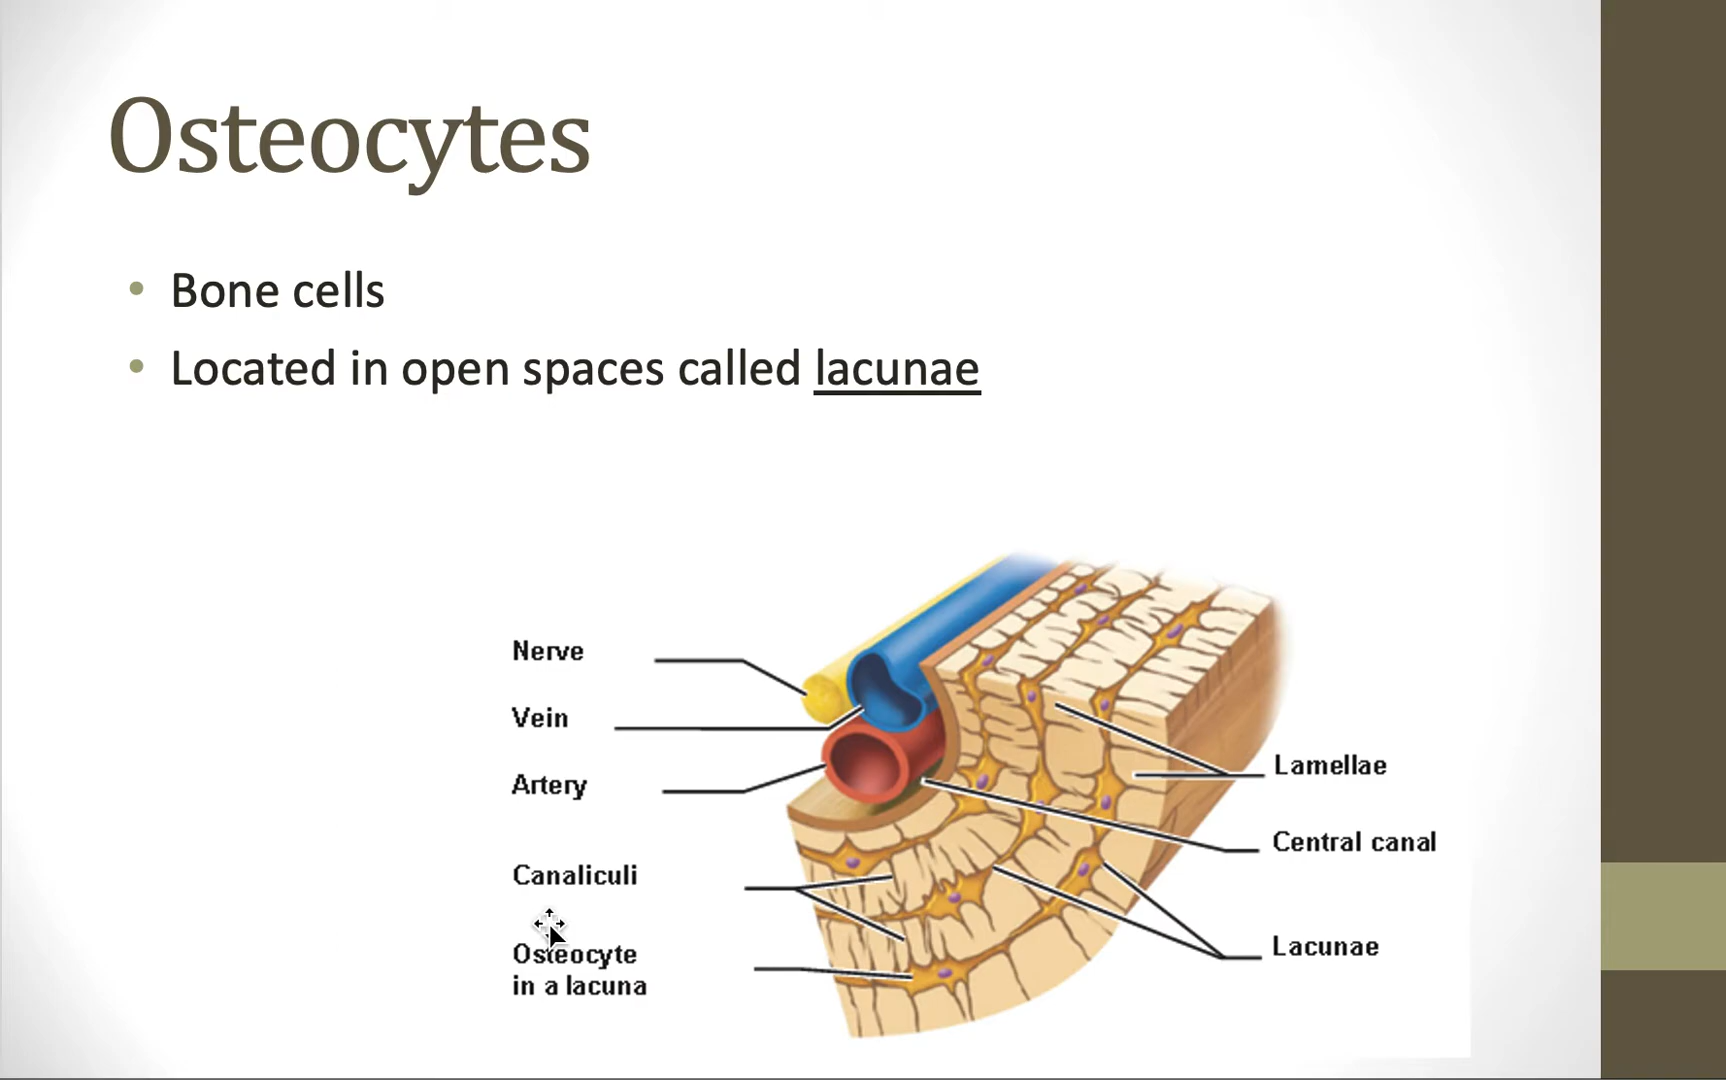 Osteocytes
• Bone cells
• Located in open spaces called lacunae
Nerve
Vein
Artery
Canaliculi
Osteocyte
in a lacuna
Lamellae
Central canal
Lacunae